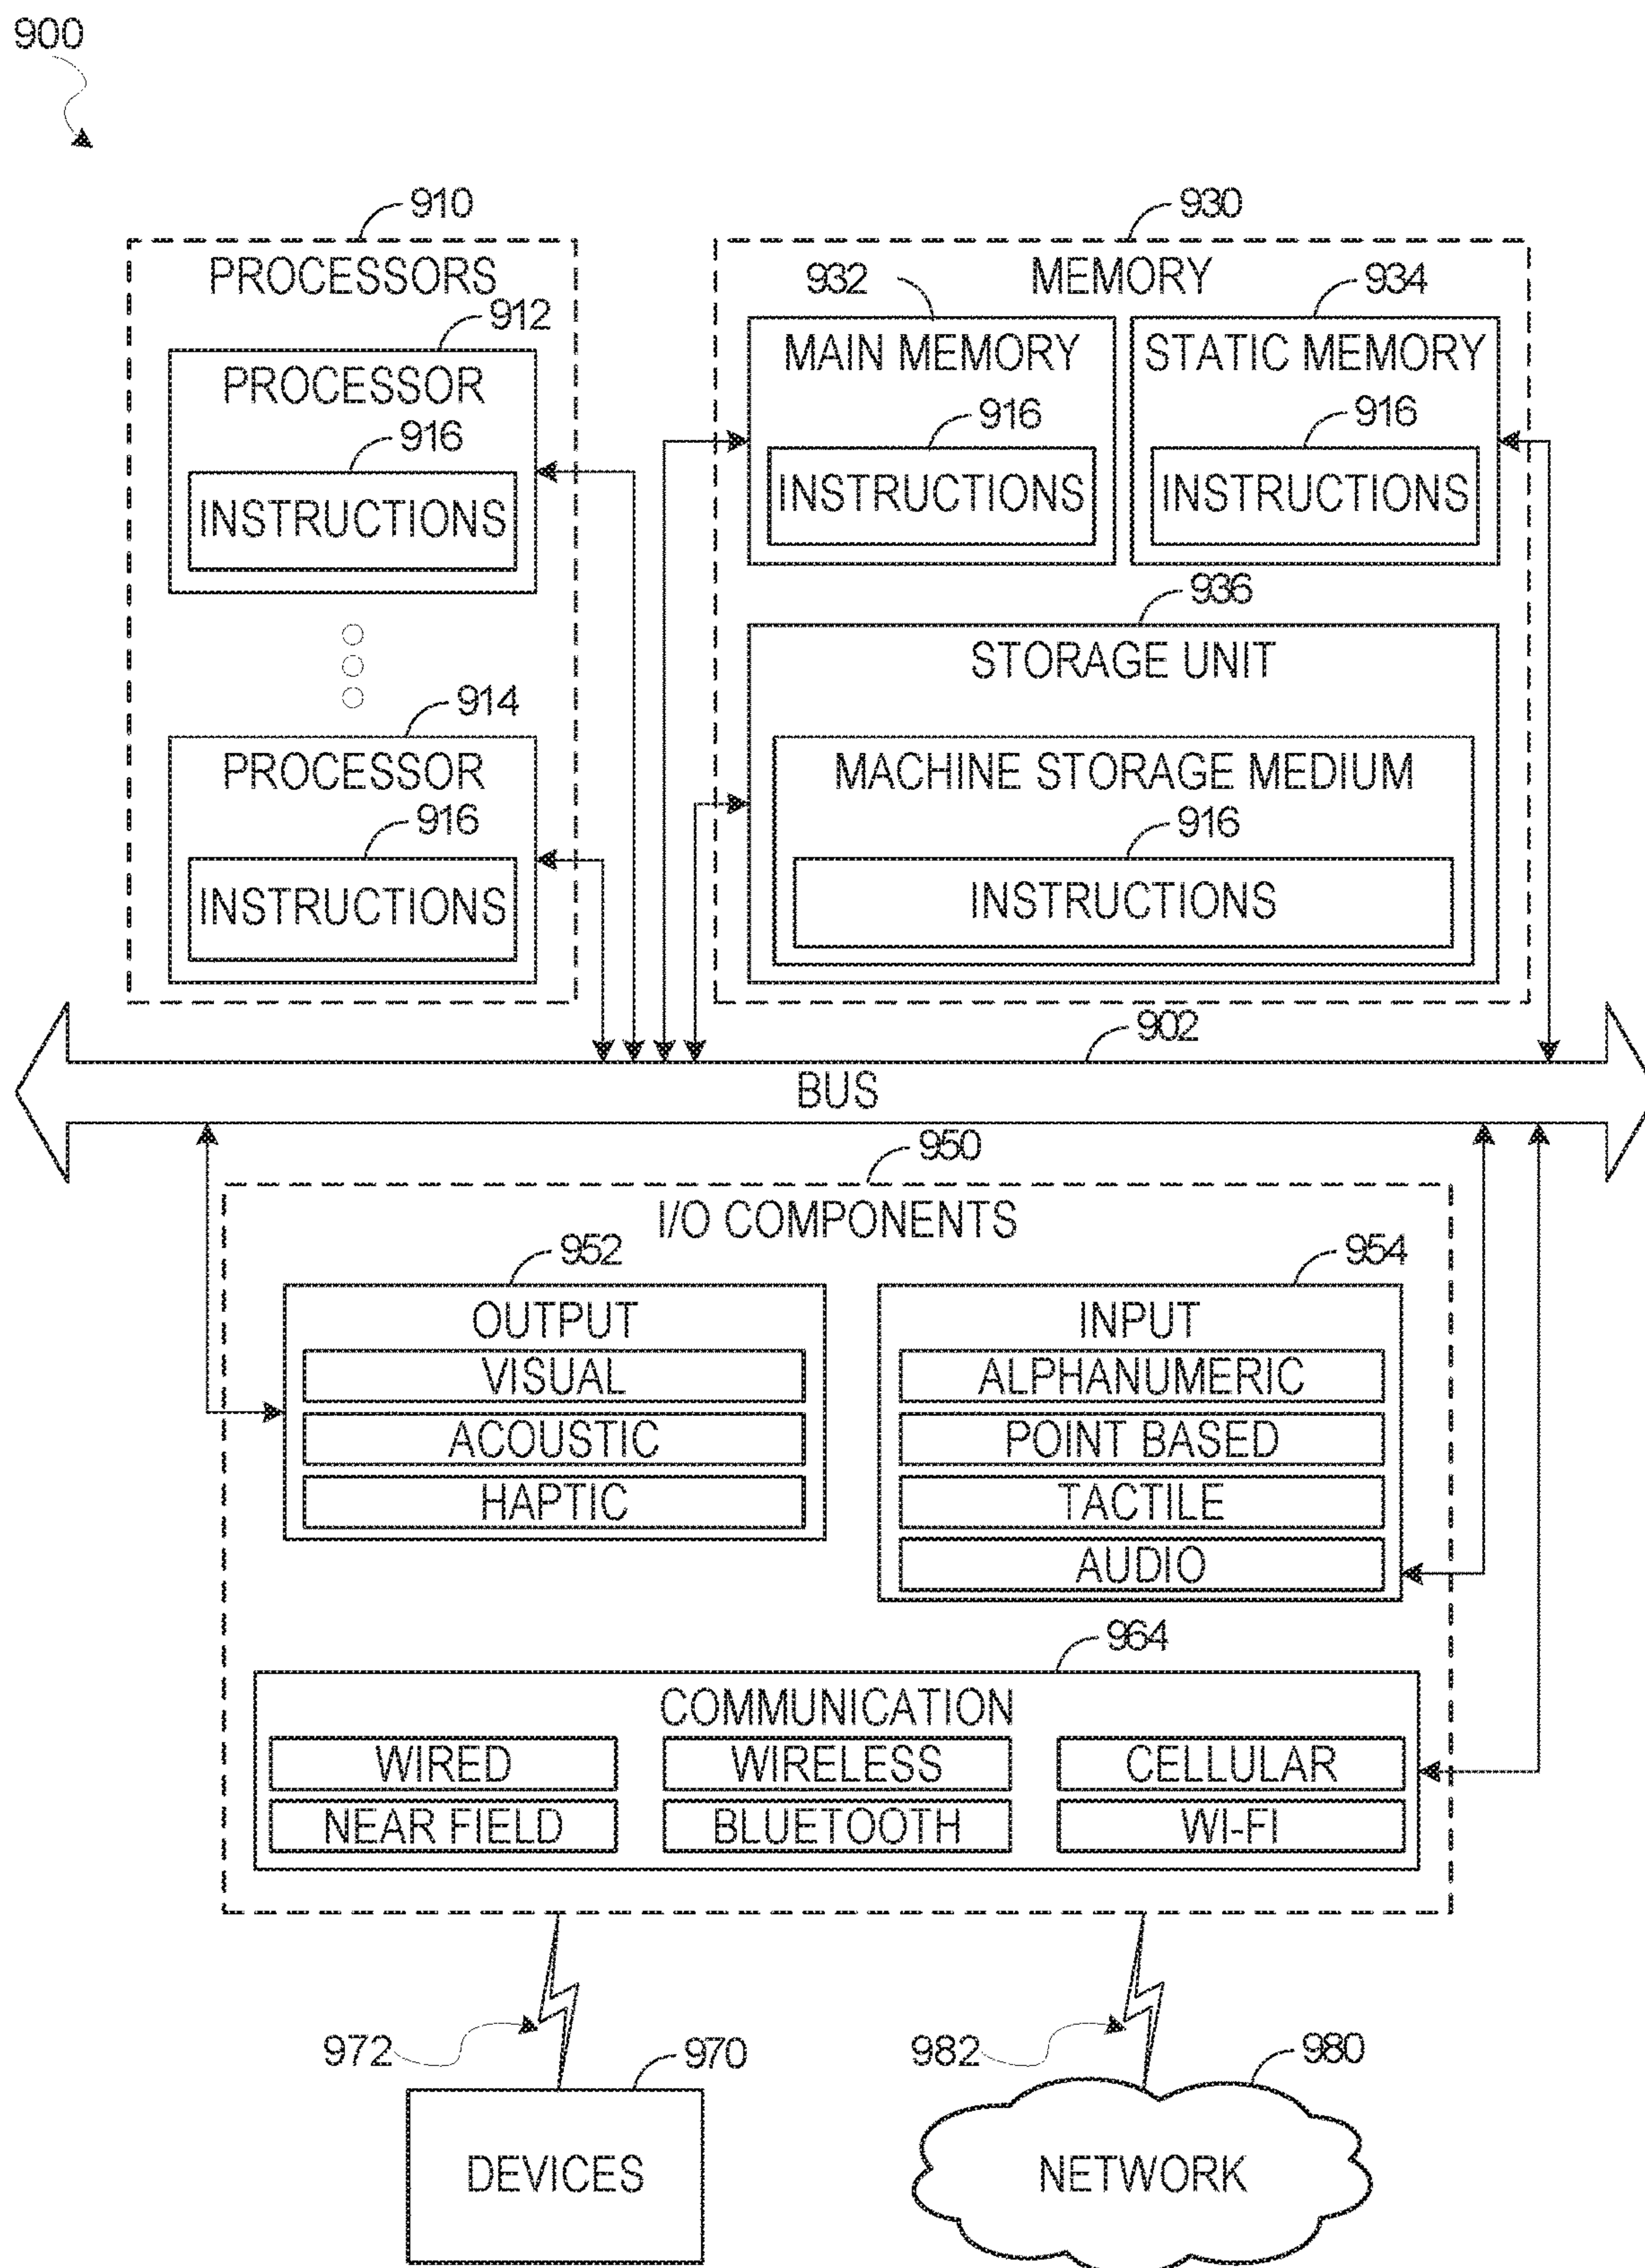 900
910
930
PROCESSORS
932
MEMORY
934
912
MAIN MEMORY
STATIC MEMORY
PROCESSOR
916
916
916
INSTRUCTIONS
INSTRUCTIONS
INSTRUCTIONS
936
STORAGE UNIT
914
PROCESSOR
MACHINE STORAGE MEDIUM
916
916
INSTRUCTIONS
INSTRUCTIONS
902
BUS
950
I/O COMPONENTS
952
954
OUTPUT
INPUT
VISUAL
ALPHANUMERIC
ACOUSTIC
POINT BASED
HAPTIC
TACTILE
AUDIO
964
COMMUNICATION
WIRED
WIRELESS
CELLULAR
NEAR FIELD
BLUETOOTH
WI-FI
972
970
982
980
DEVICES
NETWORK